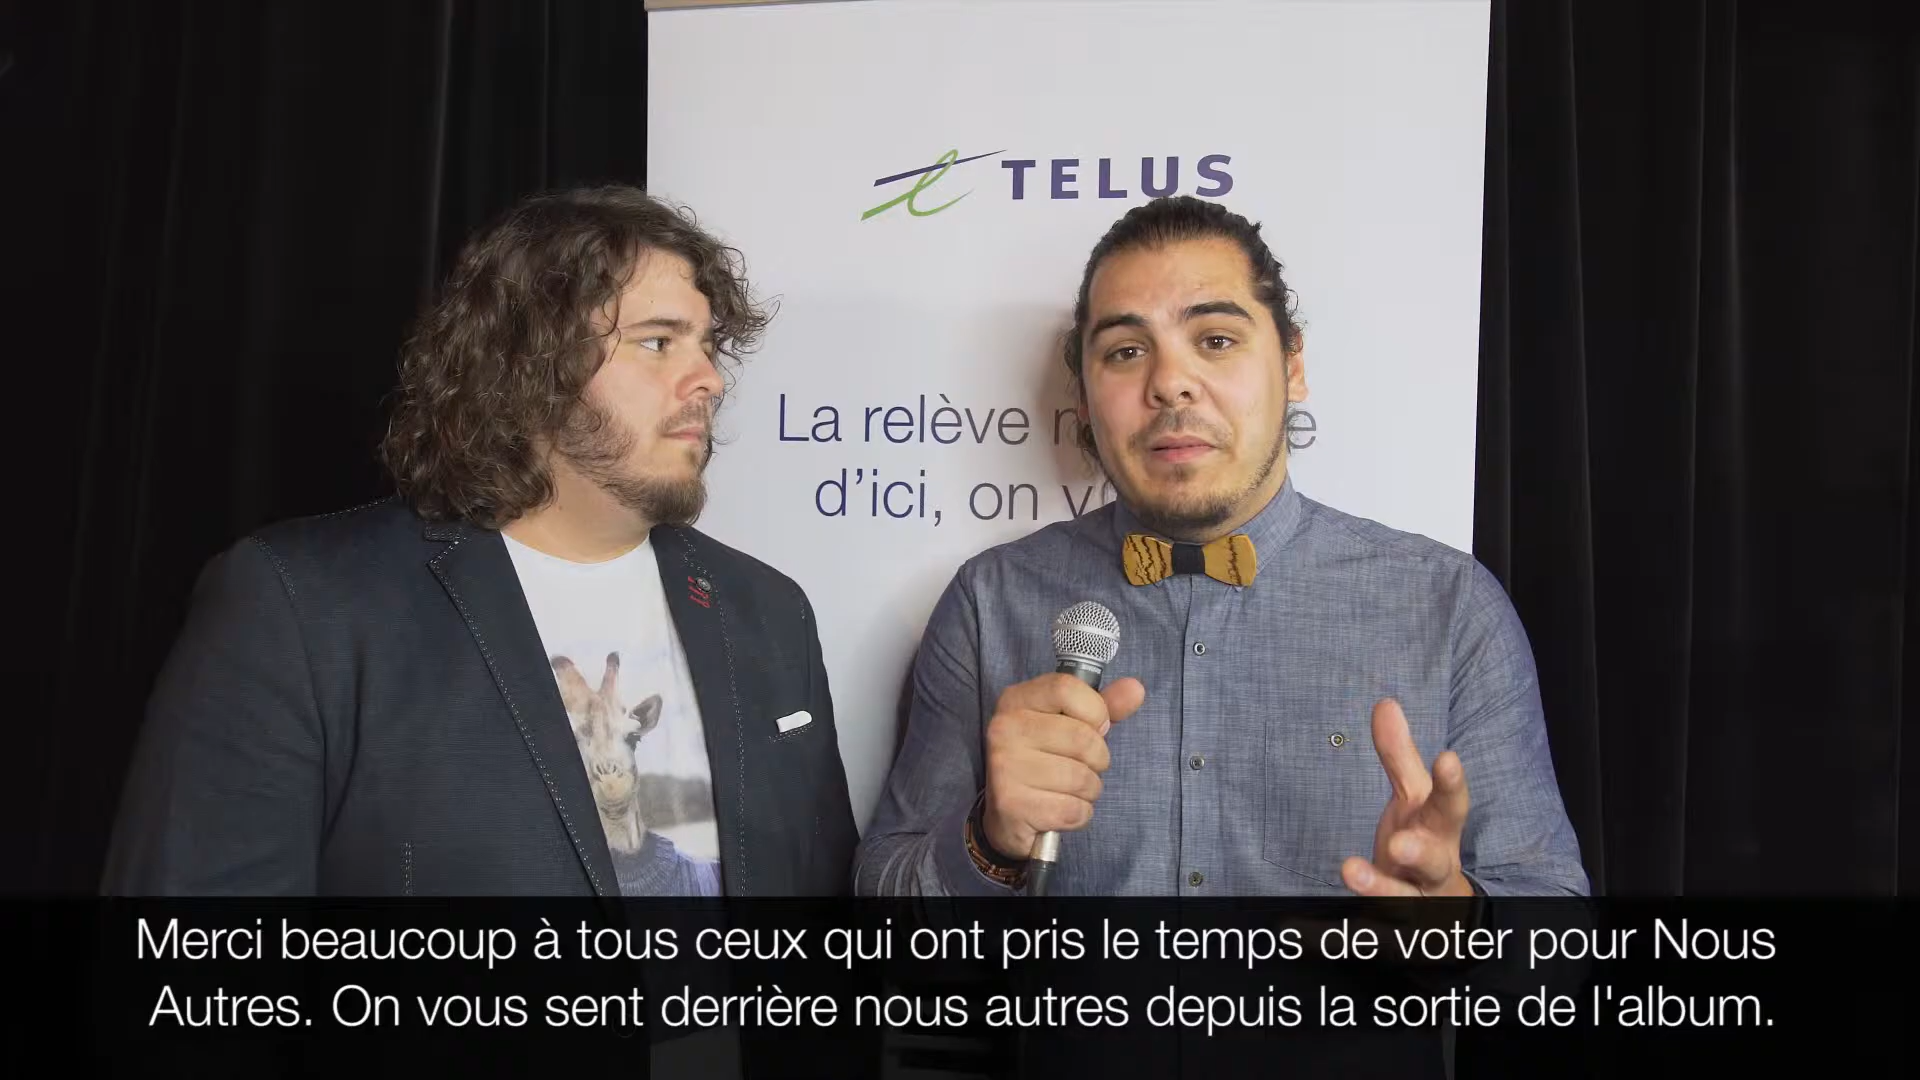 TELUS
La relève
d'ici, on
Merci beaucoup à tous ceux qui ont pris le temps de voter pour Nous
Autres. On vous sent derrière nous autres depuis la sortie de l'album.